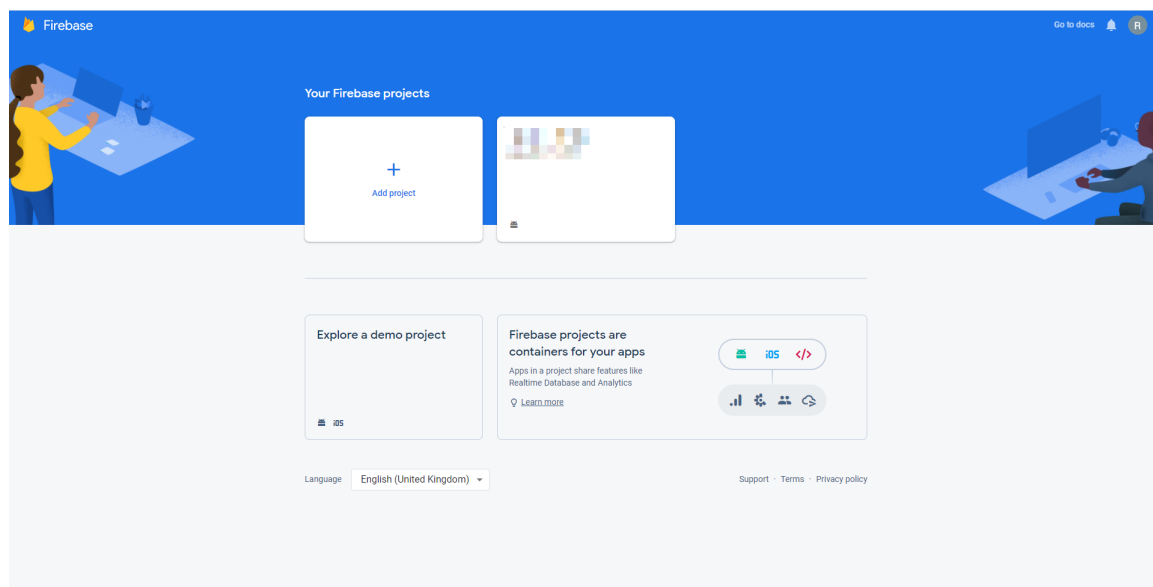 Firebase
Go to docs
R
Your Firebase projects
Add project
Explore a demo project
iOS
Firebase projects are
containers for your apps
Apps in a project share features like
Realtime Database and Analytics
Learn more
iOS </>
Language English (United Kingdom)
Support · Terms · Privacy policy